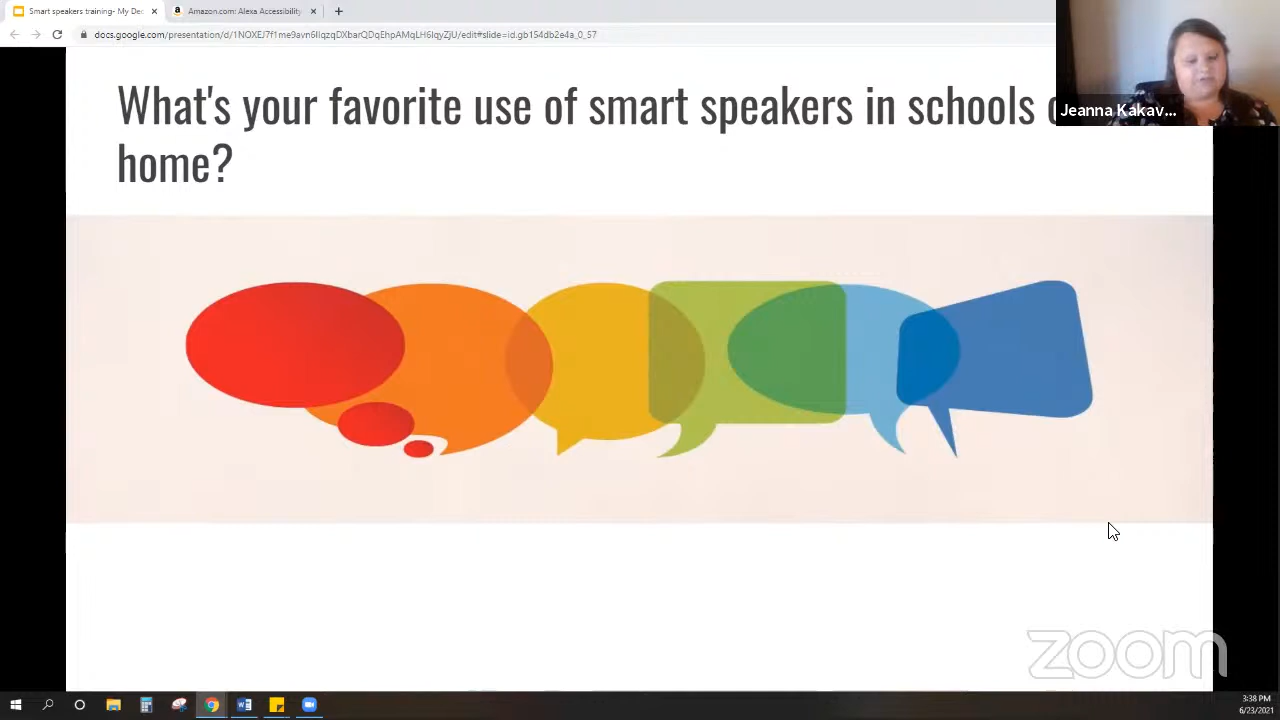 Smart speakers training- My Dec
Amazon.com: Alexa Accessibility
What's your favorite use of smart speakers in schools
home?
Jeanna Kakav...
zoom
3:38 PM
6/23/2021